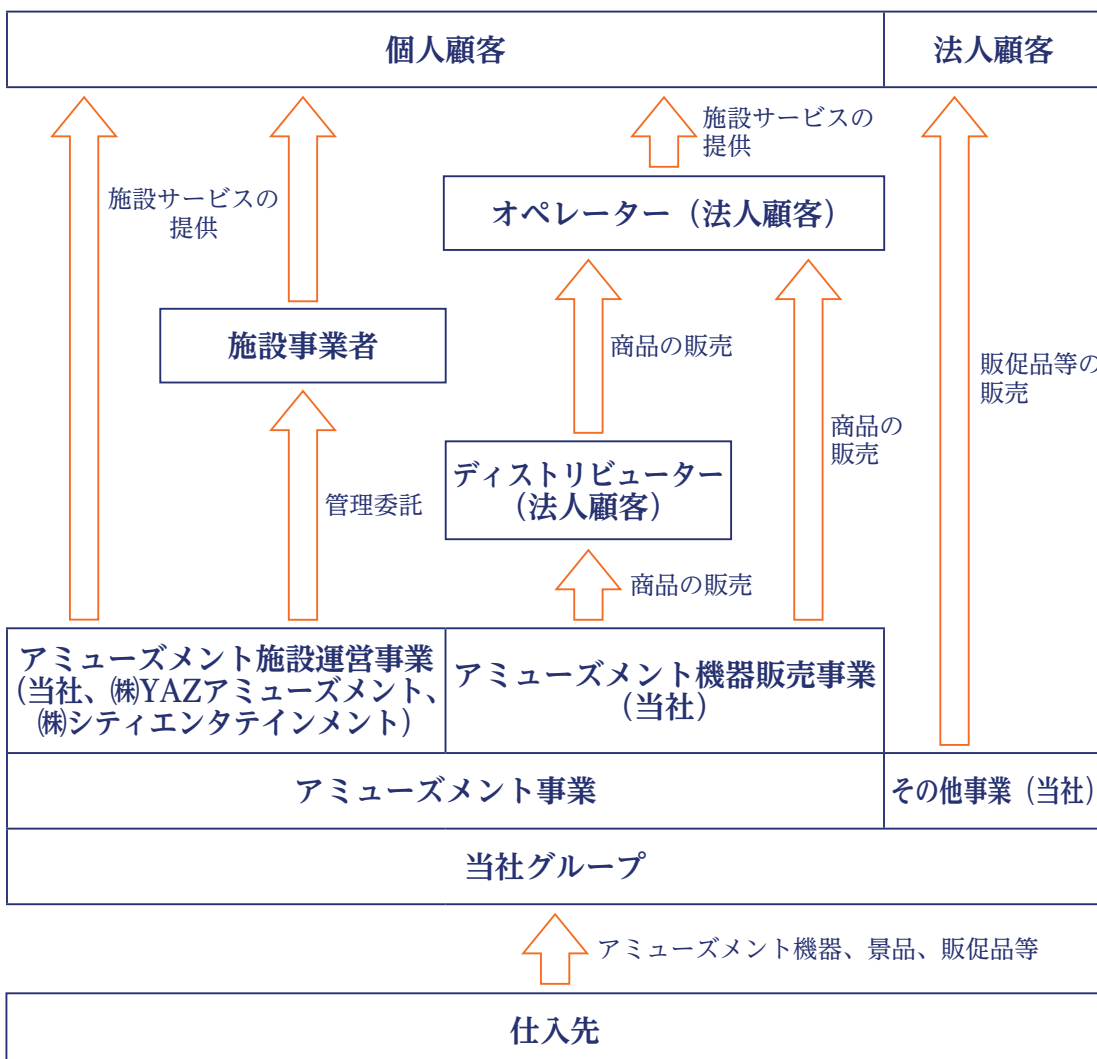 個人顧客
法人顧客
施設サービスの
提供
施設サービスの
提供
オペレーター（法人顧客）
施設事業者
商品の販売
販促品等の
販売
商品の
販売
ディストリビューター
（法人顧客）
管理委託
商品の販売
アミューズメント施設運営事業
（当社、㈱YAZアミューズメント、
㈱シティエンタテインメント）
アミューズメント機器販売事業
（当社）
アミューズメント事業
その他事業（当社）
当社グループ
アミューズメント機器、景品、販促品等
仕入先